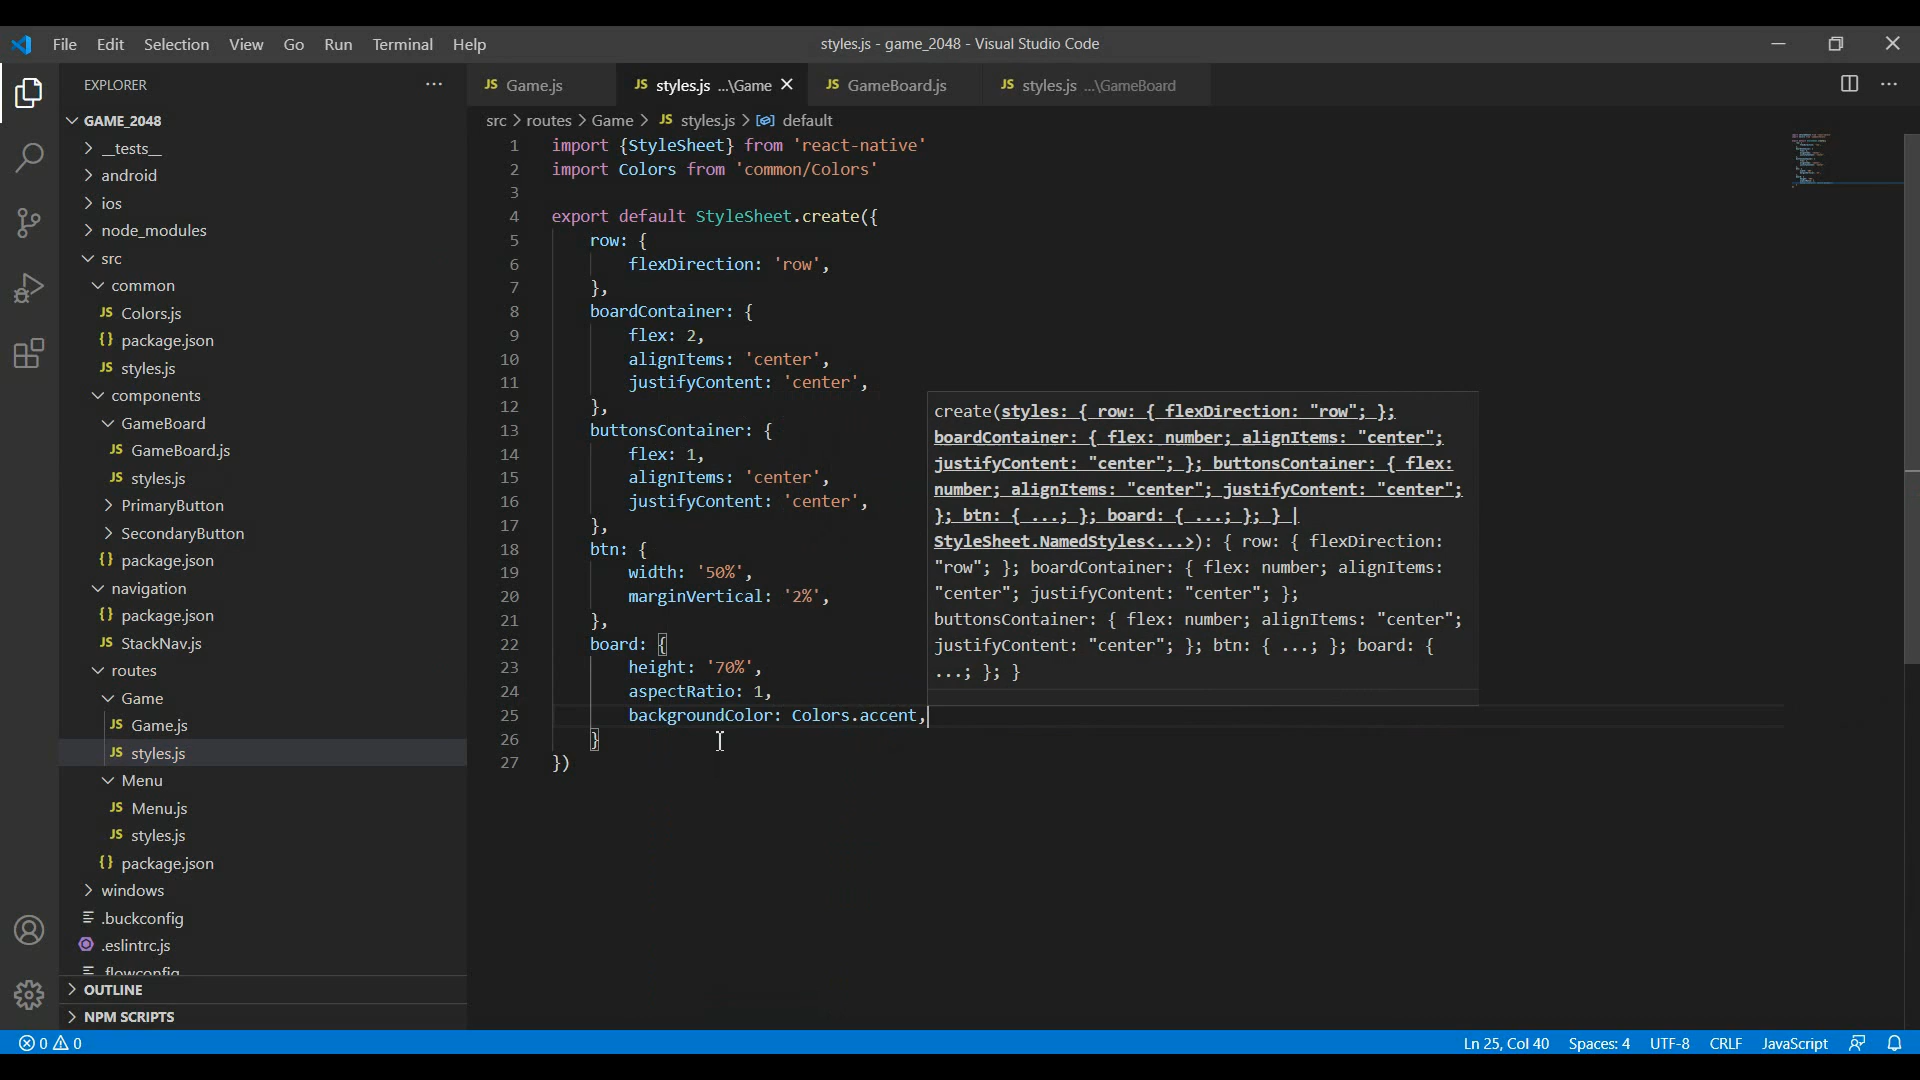 File Edit Selection View Go Run Terminal Help
styles.js - game_2048 - Visual Studio Code
EXPLORER
GAME_2048
__tests__
android
ios
node_modules
src
common
JS Colors.js
{} package.json
JS styles.js
components
GameBoard
JS GameBoard.js
JS styles.js
PrimaryButton
SecondaryButton
{} package.json
navigation
{} package.json
JS StackNav.js
routes
Game
JS Game.js
JS styles.js
Menu
JS Menu.js
JS styles.js
{} package.json
windows
.buckconfig
.eslintrc.js
.flowconfig
OUTLINE
NPM SCRIPTS
JS Game.js
JS styles.js ...\Game
JS GameBoard.js
JS styles.js ...\GameBoard
src > routes > Game > JS styles.js > default
1 import {StyleSheet} from 'react-native'
2 import Colors from 'common/Colors'
3
4 export default StyleSheet.create({
5 row: {
6 flexDirection: 'row',
7 },
8 boardContainer: {
9 flex: 2,
10 alignItems: 'center',
11 justifyContent: 'center',
12 },
13 buttonsContainer: {
14 flex: 1,
15 alignItems: 'center',
16 justifyContent: 'center',
17 },
18 btn: {
19 width: '50%',
20 marginVertical: '2%',
21 },
22 board: {
23 height: '70%',
24 aspectRatio: 1,
25 backgroundColor: Colors.accent,
26 }
27 })
create(styles: { row: { flexDirection: "row"; };
boardContainer: { flex: number; alignItems: "center";
justifyContent: "center"; }; buttonsContainer: { flex:
number; alignItems: "center"; justifyContent: "center";
}; btn: { ...; }; board: { ...; }; } |
StyleSheet.NamedStyles<...>): { row: { flexDirection:
"row"; }; boardContainer: { flex: number; alignItems:
"center"; justifyContent: "center"; };
buttonsContainer: { flex: number; alignItems: "center";
justifyContent: "center"; }; btn: { ...; }; board: {
...; }; }
0 0
Ln 25, Col 40 Spaces: 4 UTF-8 CRLF JavaScript